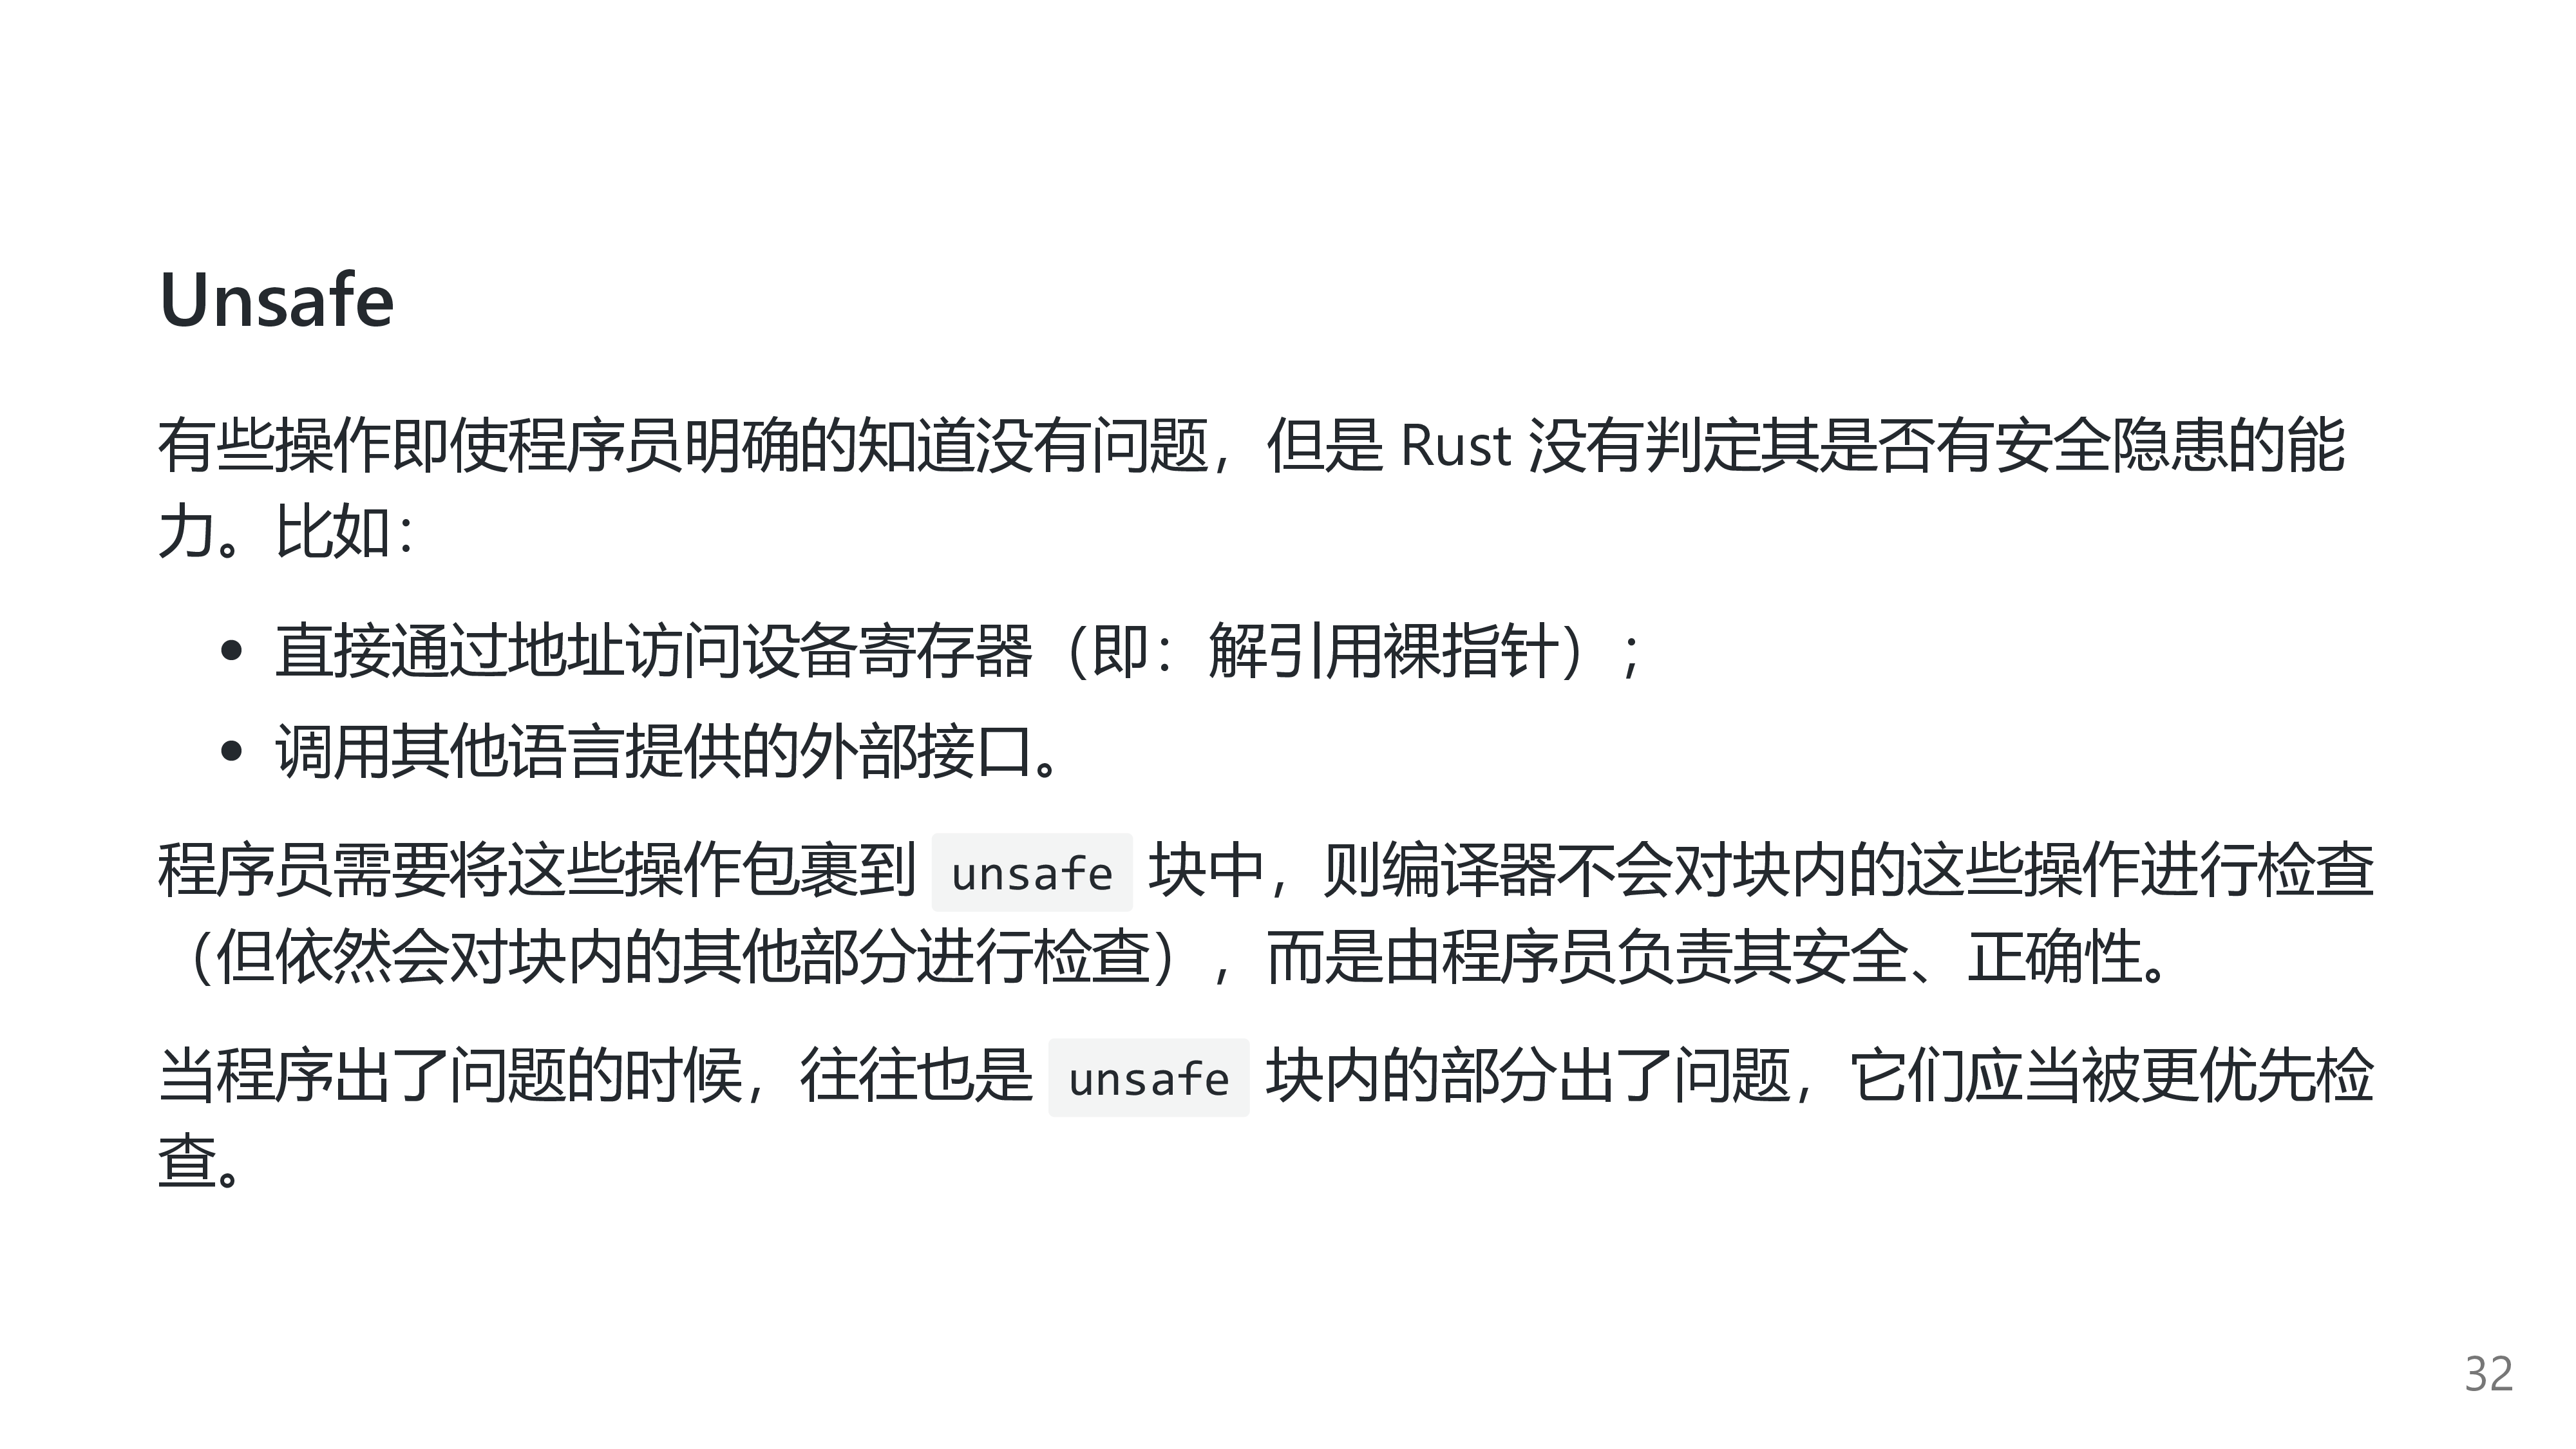 Unsafe
有些操作即使程序员明确的知道没有问题，但是 Rust 没有判定其是否有安全隐患的能
力。比如：
• 直接通过地址访问设备寄存器（即：解引用裸指针）；
• 调用其他语言提供的外部接口。
程序员需要将这些操作包裹到 unsafe 块中，则编译器不会对块内的这些操作进行检查
（但依然会对块内的其他部分进行检查），而是由程序员负责其安全、正确性。
当程序出了问题的时候，往往也是 unsafe 块内的部分出了问题，它们应当被更优先检
查。
32